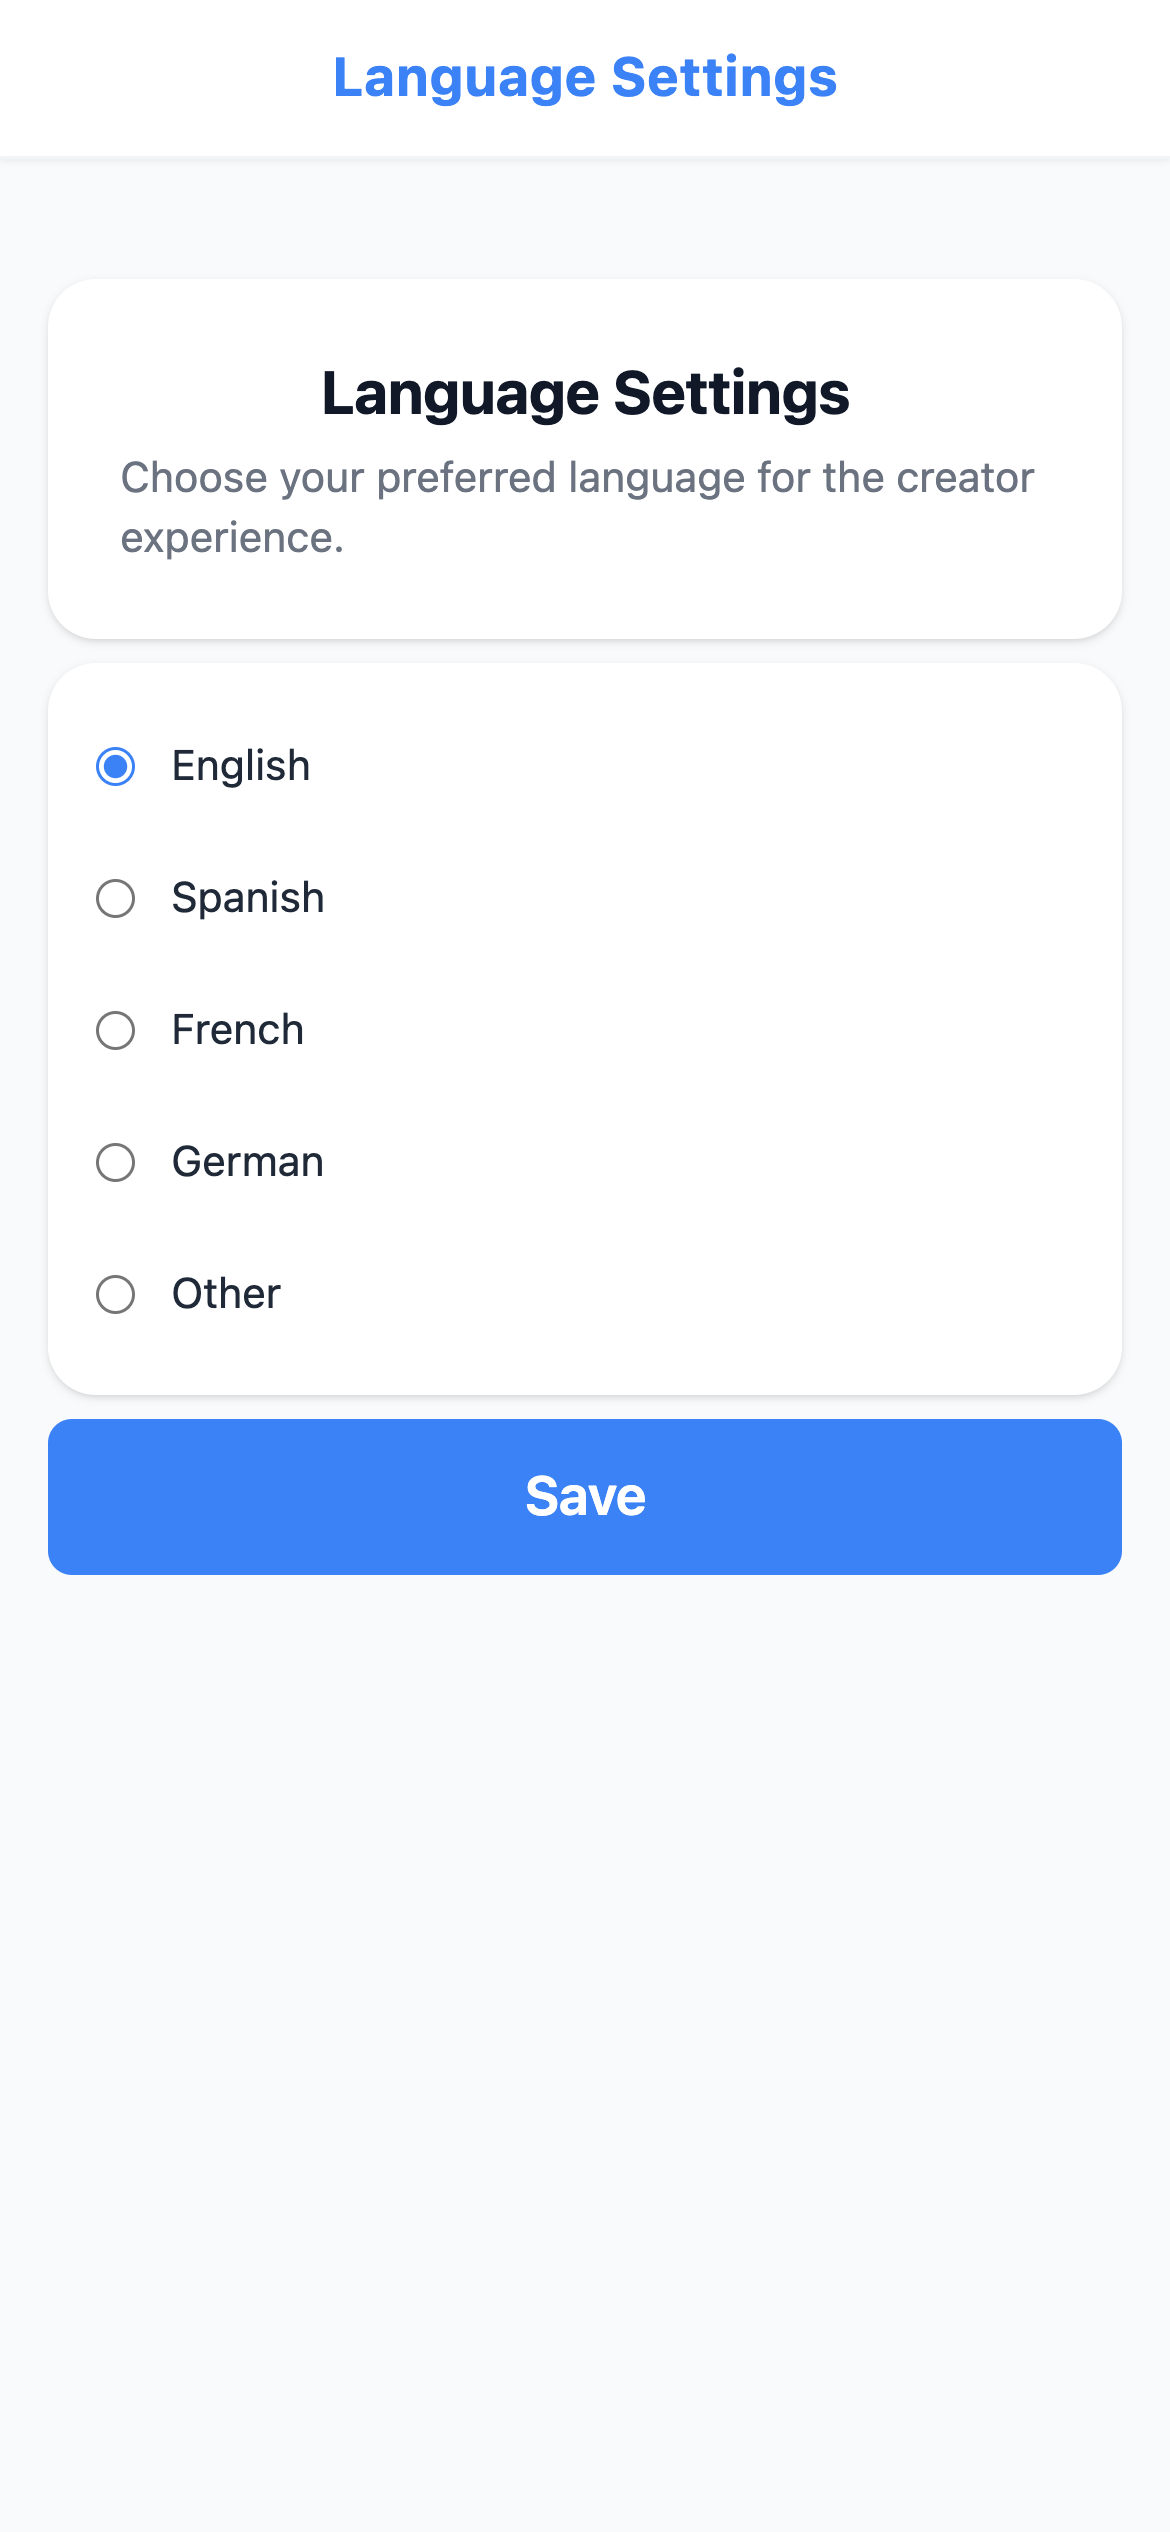 Language Settings
Language Settings
Choose your preferred language for the creator
experience.
English
Spanish
French
German
Other
Save